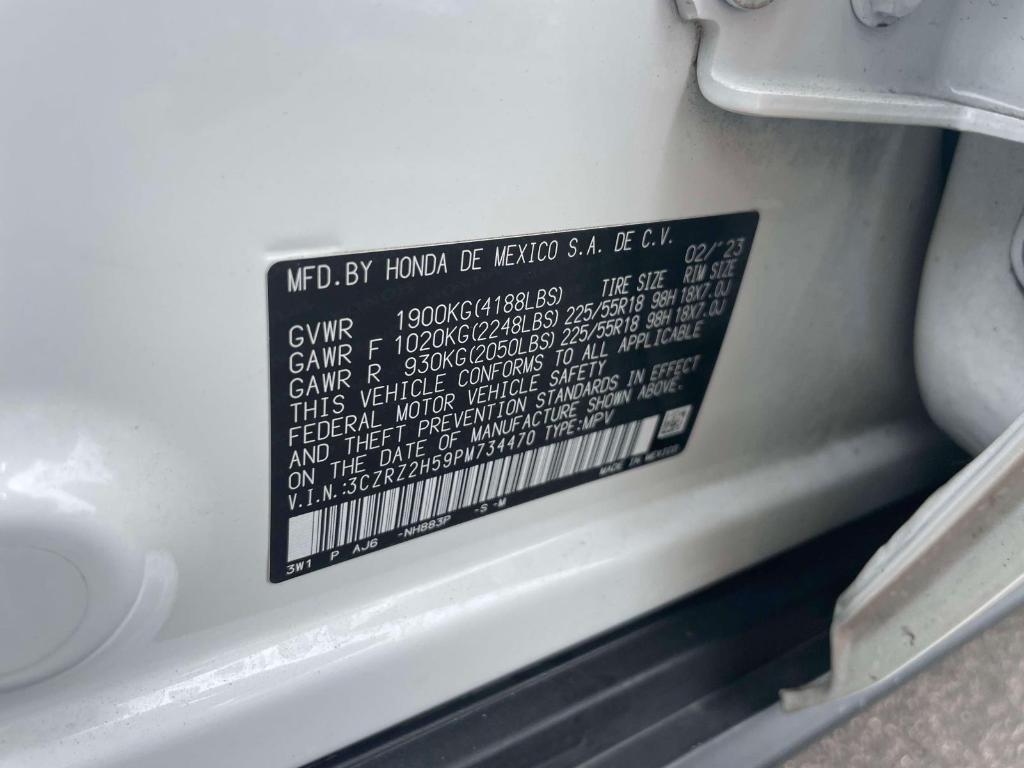 MFD.BY HONDA DE MEXICO S.A. DE C.V. 02/'23
TIRE SIZE RIM SIZE
GVWR 1900KG(4188LBS)
GAWR F 1020KG(2248LBS) 225/55R18 98H 18X7.0J
GAWR R 930KG(2050LBS) 225/55R18 98H 18X7.0J
THIS VEHICLE CONFORMS TO ALL APPLICABLE
FEDERAL MOTOR VEHICLE SAFETY
AND THEFT PREVENTION STANDARDS IN EFFECT
ON THE DATE OF MANUFACTURE SHOWN ABOVE.
V.I.N.:3CZRZ2H59PM734470 TYPE:MPV
MADE IN MEXICO
3W1 P AJ6 -NH883P -S -M